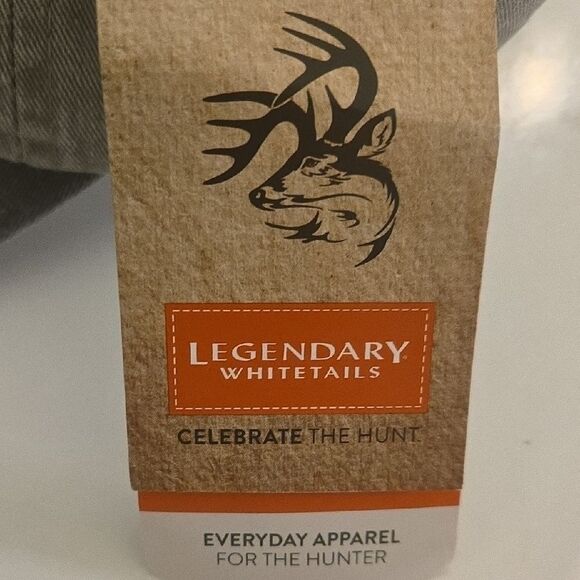 LEGENDARY
WHITETAILS
CELEBRATE THE HUNT.
EVERYDAY APPAREL
FOR THE HUNTER